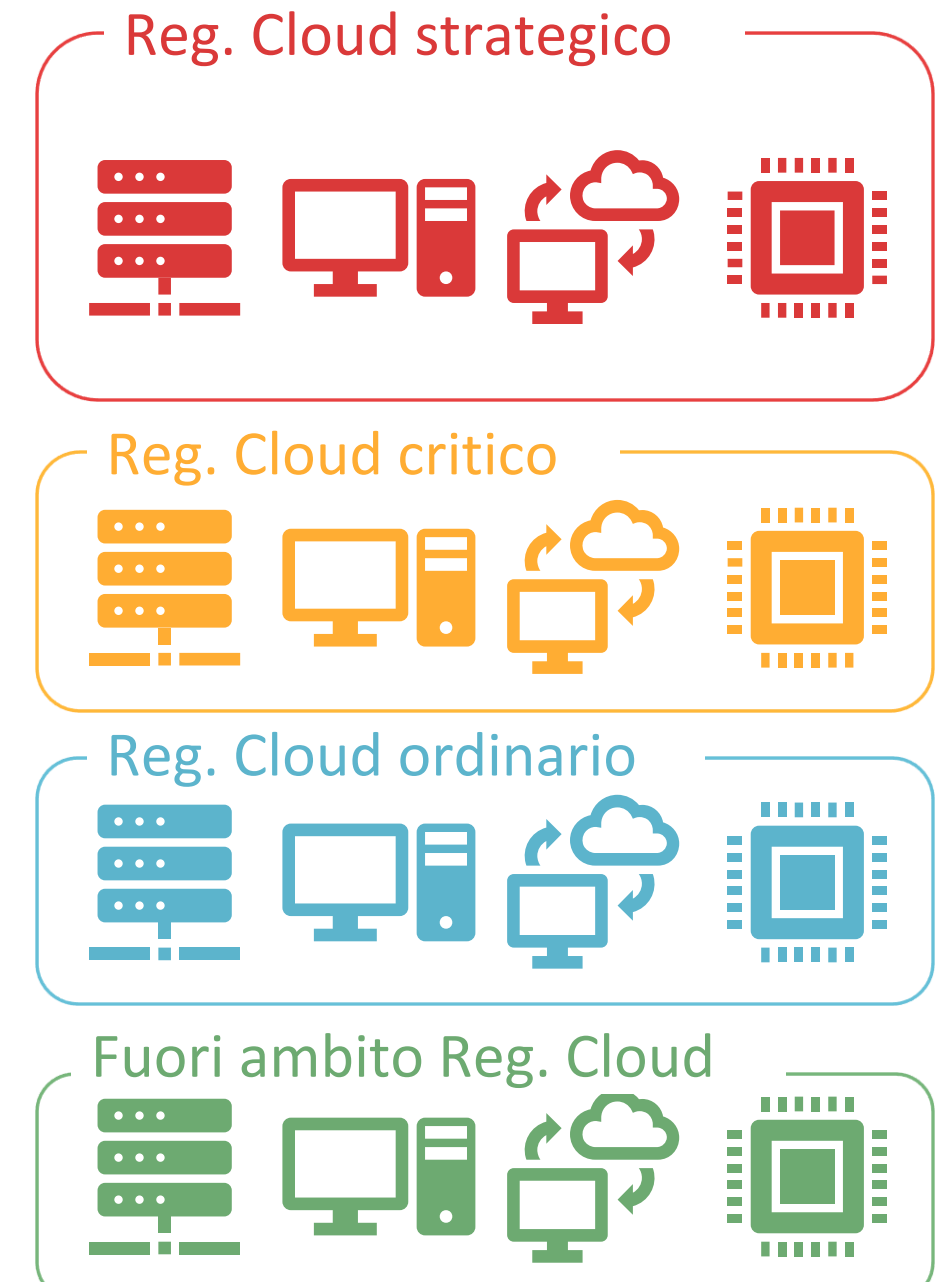 Reg. Cloud strategico
Reg. Cloud critico
Reg. Cloud ordinario
Fuori ambito Reg. Cloud